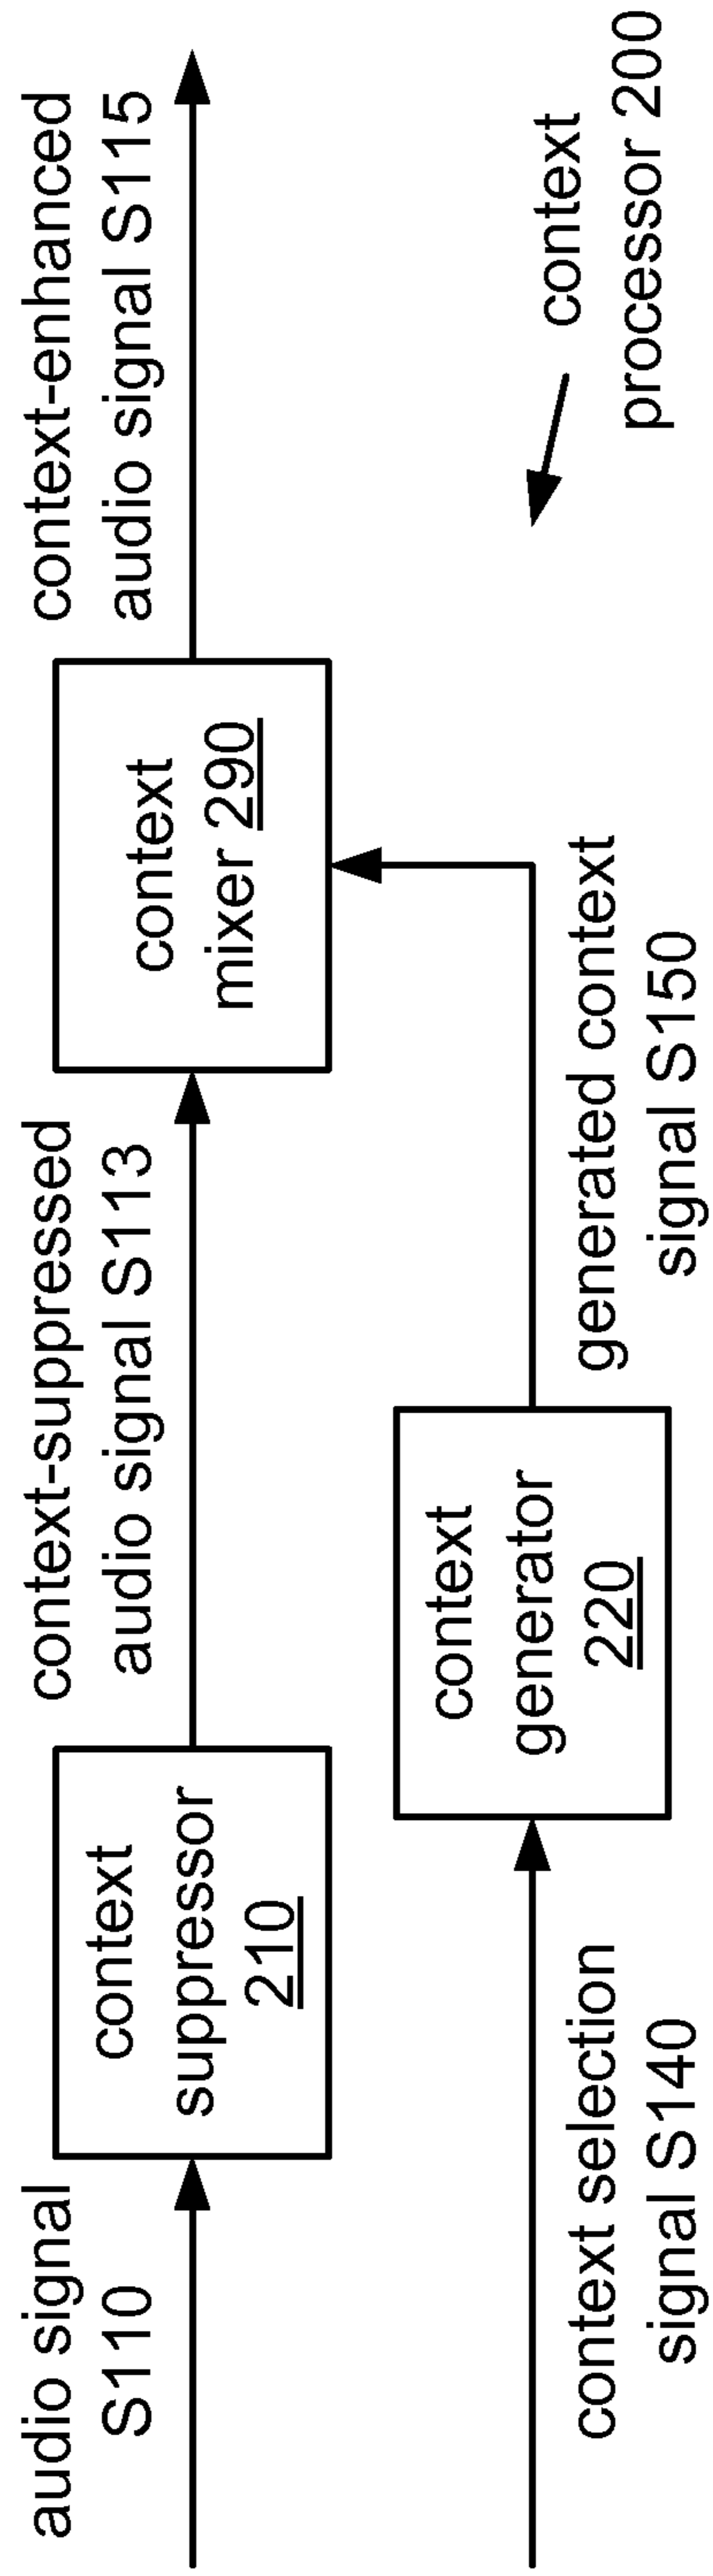 audio signal
S110
context
suppressor
210
context-suppressed
audio signal S113
context
mixer 290
context-enhanced
audio signal S115
context selection
signal S140
context
generator
220
generated context
signal S150
context
processor 200